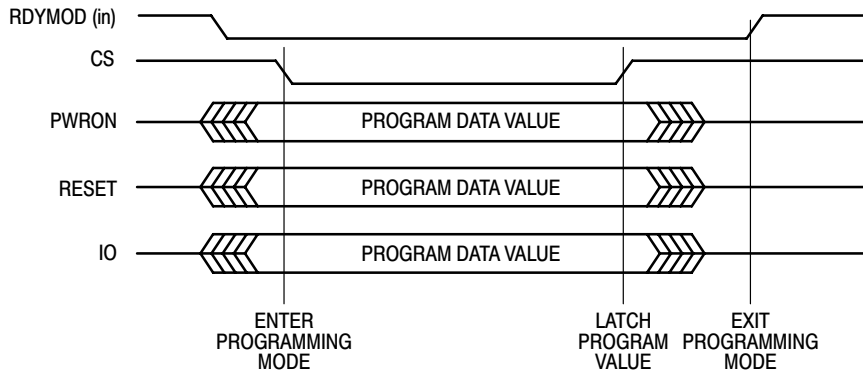 RDYMOD (in)
CS
PWRON
PROGRAM DATA VALUE
RESET
PROGRAM DATA VALUE
IO
PROGRAM DATA VALUE
ENTER
PROGRAMMING
MODE
LATCH
PROGRAM
VALUE
EXIT
PROGRAMMING
MODE